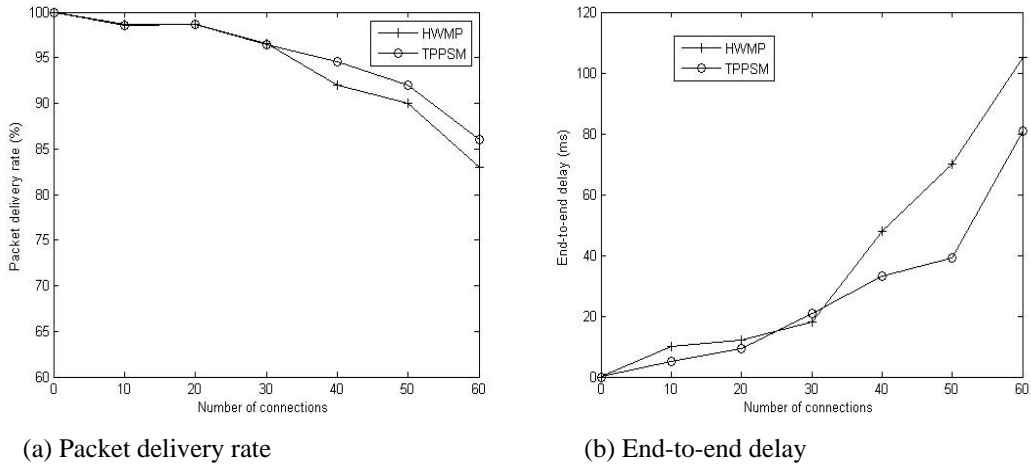 100
95
90
85
80
75
70
65
60
Packet delivery rate (%)
HWMP
TPPSM
0 10 20 30 40 50 60
Number of connections
(a) Packet delivery rate
120
100
80
60
40
20
0
End-to-end delay (ms)
HWMP
TPPSM
0 10 20 30 40 50 60
Number of connections
(b) End-to-end delay